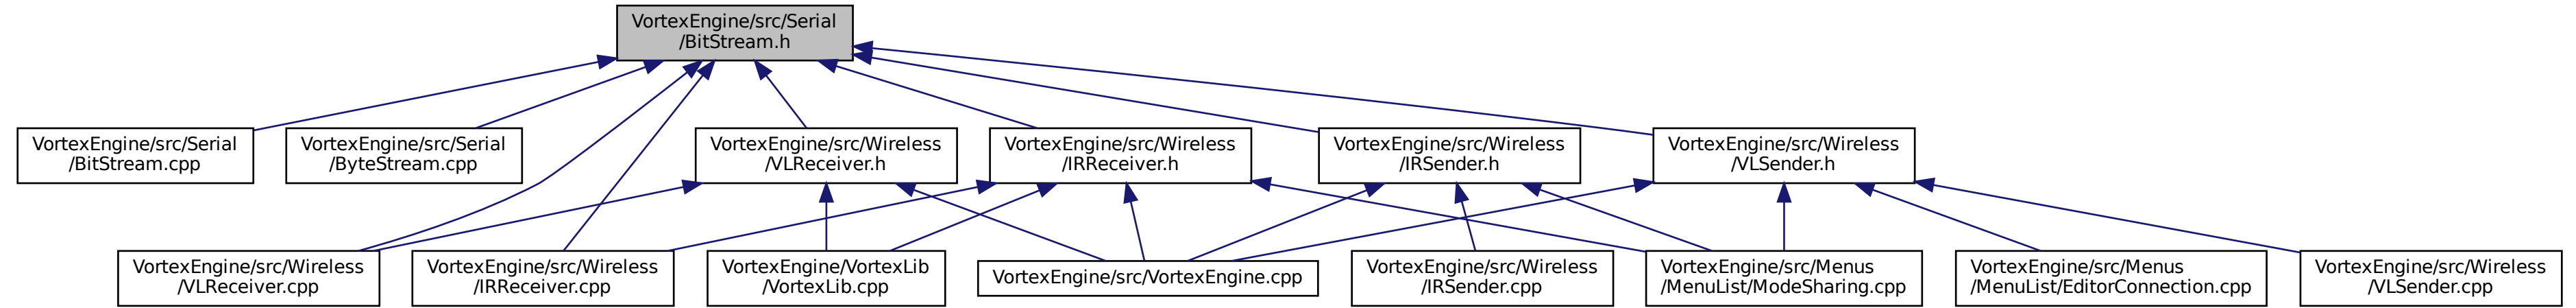 VortexEngine/src/Serial
/BitStream.h
VortexEngine/src/Serial
/BitStream.cpp
VortexEngine/src/Serial
/ByteStream.cpp
VortexEngine/src/Wireless
/VLReceiver.h
VortexEngine/src/Wireless
/IRReceiver.h
VortexEngine/src/Wireless
/IRSender.h
VortexEngine/src/Wireless
/VLSender.h
VortexEngine/src/Wireless
/VLReceiver.cpp
VortexEngine/src/Wireless
/IRReceiver.cpp
VortexEngine/VortexLib
/VortexLib.cpp
VortexEngine/src/VortexEngine.cpp
VortexEngine/src/Wireless
/IRSender.cpp
VortexEngine/src/Menus
/MenuList/ModeSharing.cpp
VortexEngine/src/Menus
/MenuList/EditorConnection.cpp
VortexEngine/src/Wireless
/VLSender.cpp